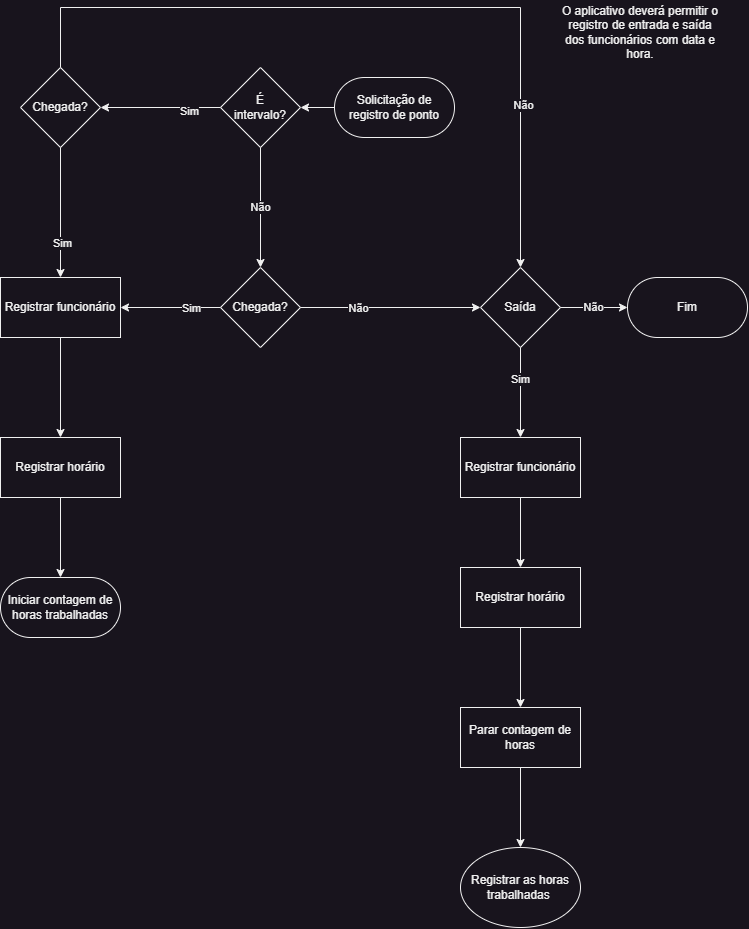 O aplicativo deverá permitir o
registro de entrada e saída
dos funcionários com data e
hora.
Chegada?
Sim
É
intervalo?
Solicitação de
registro de ponto
Não
Não
Sim
Registrar funcionário
Sim
Chegada?
Não
Saída
Não
Fim
Sim
Registrar horário
Registrar funcionário
Iniciar contagem de
horas trabalhadas
Registrar horário
Parar contagem de
horas
Registrar as horas
trabalhadas